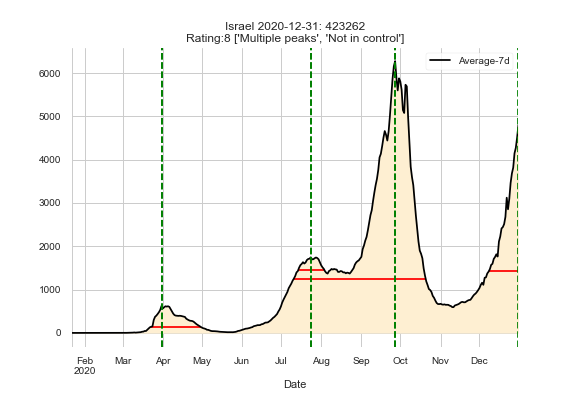 Israel 2020-12-31: 423262
Rating:8 ['Multiple peaks', 'Not in control']
Average-7d
6000
5000
4000
3000
2000
1000
0
Feb Mar Apr May Jun Jul Aug Sep Oct Nov Dec
2020
Date